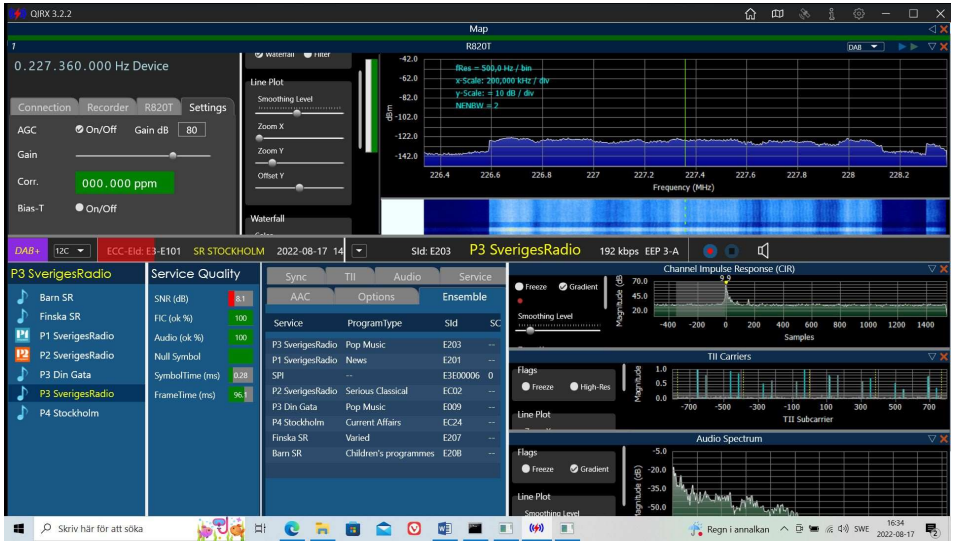 QIRX 3.2.2
Map
1 R820T DAB
0.227.360.000 Hz Device
Connection Recorder R820T Settings
AGC On/Off Gain dB 80
Gain
Corr. 000.000 ppm
Bias-T On/Off
Waterfall Filter
Line Plot
Smoothing Level
Zoom X
Zoom Y
Offset Y
Waterfall
-42.0
-62.0
-82.0
-102.0
-122.0
-142.0
dBm
fRes = 500,0 Hz / bin
x-Scale: 200,000 kHz / div
y-Scale: = 10 dB / div
NENBW = 2
226.4 226.6 226.8 227 227.2 227.4 227.6 227.8 228 228.2
Frequency (MHz)
DAB+ 12C ECC-EId: E3-E101 SR STOCKHOLM 2022-08-17 14 SId: E203 P3 SverigesRadio 192 kbps EEP 3-A
P3 SverigesRadio
Barn SR
Finska SR
P1 P1 SverigesRadio
P2 P2 SverigesRadio
P3 Din Gata
P3 SverigesRadio
P4 Stockholm
Service Quality
SNR (dB) 8.1
FIC (ok %) 100
Audio (ok %) 100
Null Symbol
SymbolTime (ms) 0.28
FrameTime (ms) 96.1
Sync TII Audio Service
AAC Options Ensemble
Service ProgramType SId SC
P3 SverigesRadio Pop Music E203 --
P1 SverigesRadio News E201 --
SPI -- E3E00006 0
P2 SverigesRadio Serious Classical EC02 --
P3 Din Gata Pop Music E009 --
P4 Stockholm Current Affairs EC24 --
Finska SR Varied E207 --
Barn SR Children's programmes E20B --
Channel Impulse Response (CIR)
Freeze Gradient
Smoothing Level
Magnitude (dB)
70.0
45.0
20.0
9.9
-400 -200 0 200 400 600 800 1000 1200 1400
Samples
TII Carriers
Flags
Freeze High-Res
Line Plot
Magnitude
1.0
0.5
0.0
-700 -500 -300 -100 100 300 500 700
TII Subcarrier
Audio Spectrum
Flags
Freeze Gradient
Line Plot
Smoothing Level
Magnitude (dB)
-5.0
-20.0
-35.0
-50.0
Skriv här för att söka
Regn i annalkan SWE 16:34
2022-08-17
2